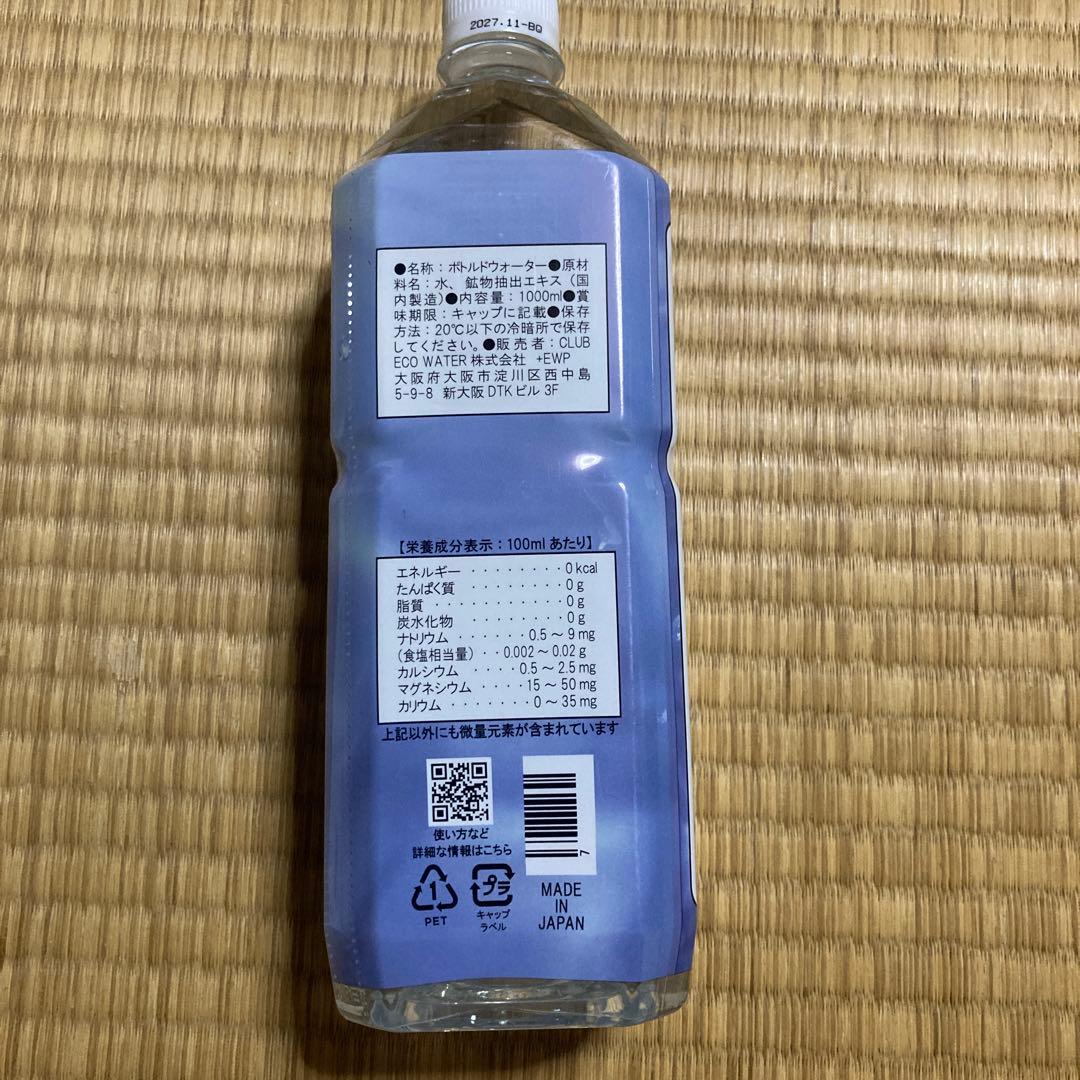 2027.11-BQ
●名称：ボトルドウォーター●原材
料名：水、鉱物抽出エキス（国
内製造）●内容量：1000ml●賞
味期限：キャップに記載●保存
方法：20℃以下の冷暗所で保存
してください。●販売者：CLUB
ECO WATER 株式会社 +EWP
大阪府大阪市淀川区西中島
5-9-8 新大阪 DTK ビル 3F
【栄養成分表示：100ml あたり】
エネルギー ········ 0 kcal
たんぱく質 ········ 0 g
脂質 ·········· 0 g
炭水化物 ········ 0 g
ナトリウム ······ 0.5 ～ 9 mg
（食塩相当量）·· 0.002 ～ 0.02 g
カルシウム ····· 0.5 ～ 2.5 mg
マグネシウム ···· 15 ～ 50 mg
カリウム ······· 0 ～ 35 mg
上記以外にも微量元素が含まれています
使い方など
詳細な情報はこちら
7
1
PET
プラ
キャップ
ラベル
MADE
IN
JAPAN